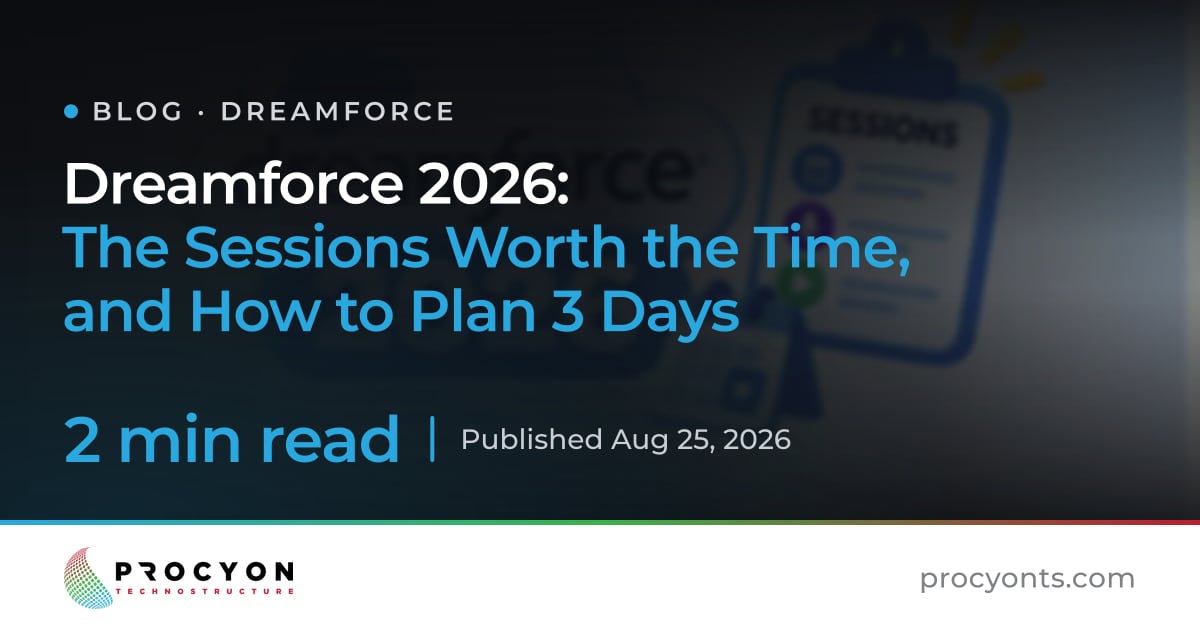 BLOG · DREAMFORCE
SESSIONS
Dreamforce 2026:
The Sessions Worth the Time,
and How to Plan 3 Days
2 min read
Published Aug 25, 2026
PROCYON
TECHNOSTRUCTURE
procyonts.com